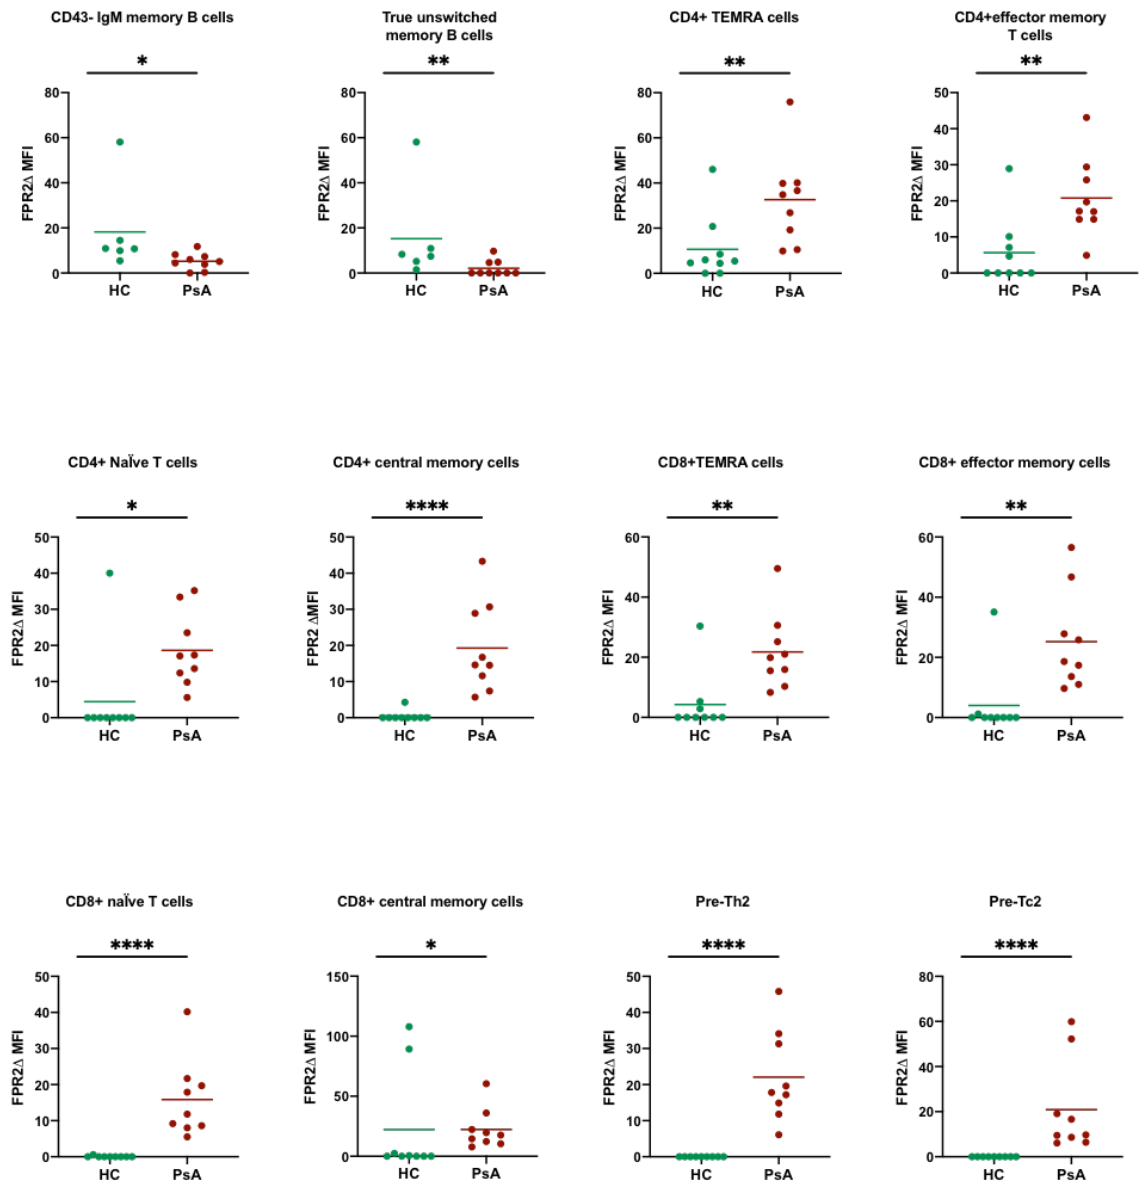 CD43- IgM memory B cells
*
80
60
40
20
0
FPR2Δ MFI
HC PsA
True unswitched
memory B cells
**
80
60
40
20
0
FPR2Δ MFI
HC PsA
CD4+ TEMRA cells
**
80
60
40
20
0
FPR2Δ MFI
HC PsA
CD4+effector memory
T cells
**
50
40
30
20
10
0
FPR2Δ MFI
HC PsA
CD4+ NaÏve T cells
*
50
40
30
20
10
0
FPR2Δ MFI
HC PsA
CD4+ central memory cells
****
50
40
30
20
10
0
FPR2 ΔMFI
HC PsA
CD8+TEMRA cells
**
60
40
20
0
FPR2Δ MFI
HC PsA
CD8+ effector memory cells
**
60
40
20
0
FPR2Δ MFI
HC PsA
CD8+ naÏve T cells
****
50
40
30
20
10
0
FPR2Δ MFI
HC PsA
CD8+ central memory cells
*
150
100
50
0
FPR2Δ MFI
HC PsA
Pre-Th2
****
50
40
30
20
10
0
FPR2Δ MFI
HC PsA
Pre-Tc2
****
80
60
40
20
0
FPR2Δ MFI
HC PsA